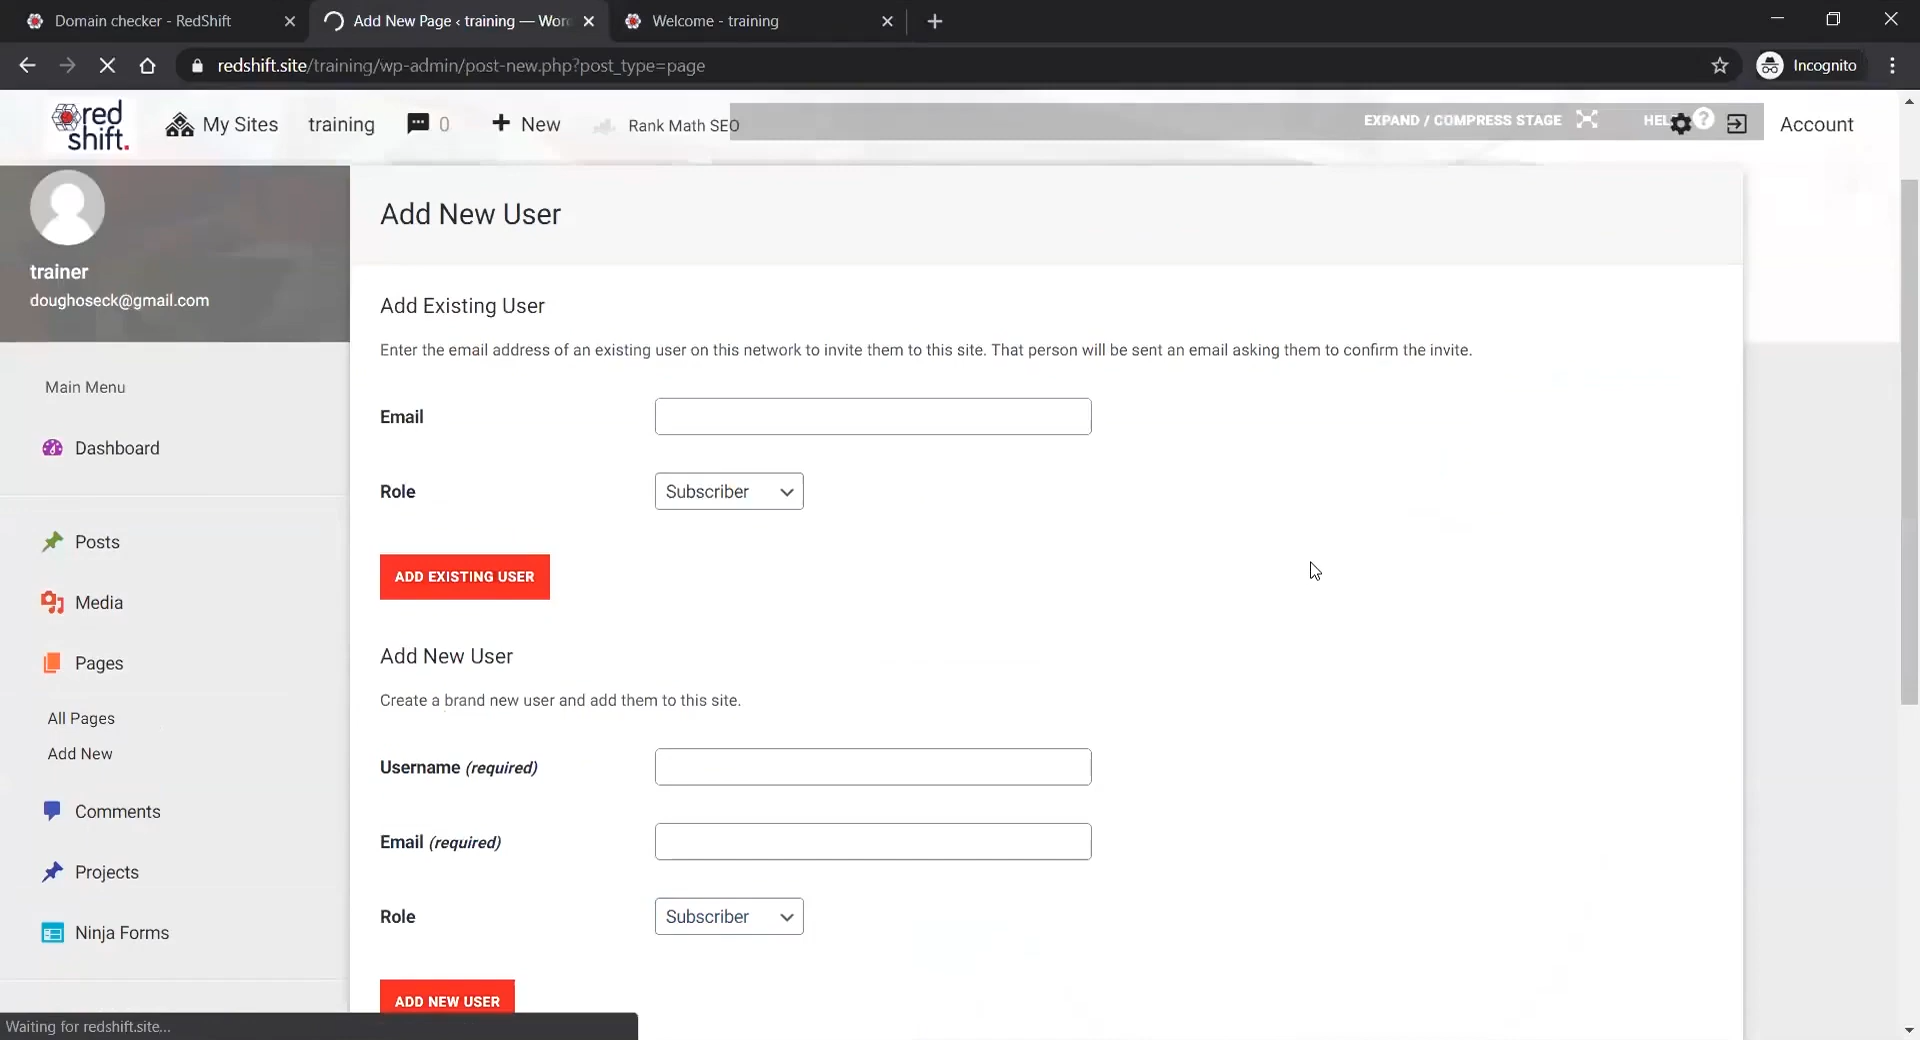 Domain checker - RedShift
Add New Page ‹ training — Wor
Welcome - training
redshift.site/training/wp-admin/post-new.php?post_type=page
Incognito
red shift.
My Sites
training
0
+ New
Rank Math SEO
EXPAND / COMPRESS STAGE
HEL
?
Account
trainer
doughoseck@gmail.com
Main Menu
Dashboard
Posts
Media
Pages
All Pages
Add New
Comments
Projects
Ninja Forms
Add New User
Add Existing User
Enter the email address of an existing user on this network to invite them to this site. That person will be sent an email asking them to confirm the invite.
Email
Role
Subscriber
ADD EXISTING USER
Add New User
Create a brand new user and add them to this site.
Username (required)
Email (required)
Role
Subscriber
ADD NEW USER
Waiting for redshift.site...